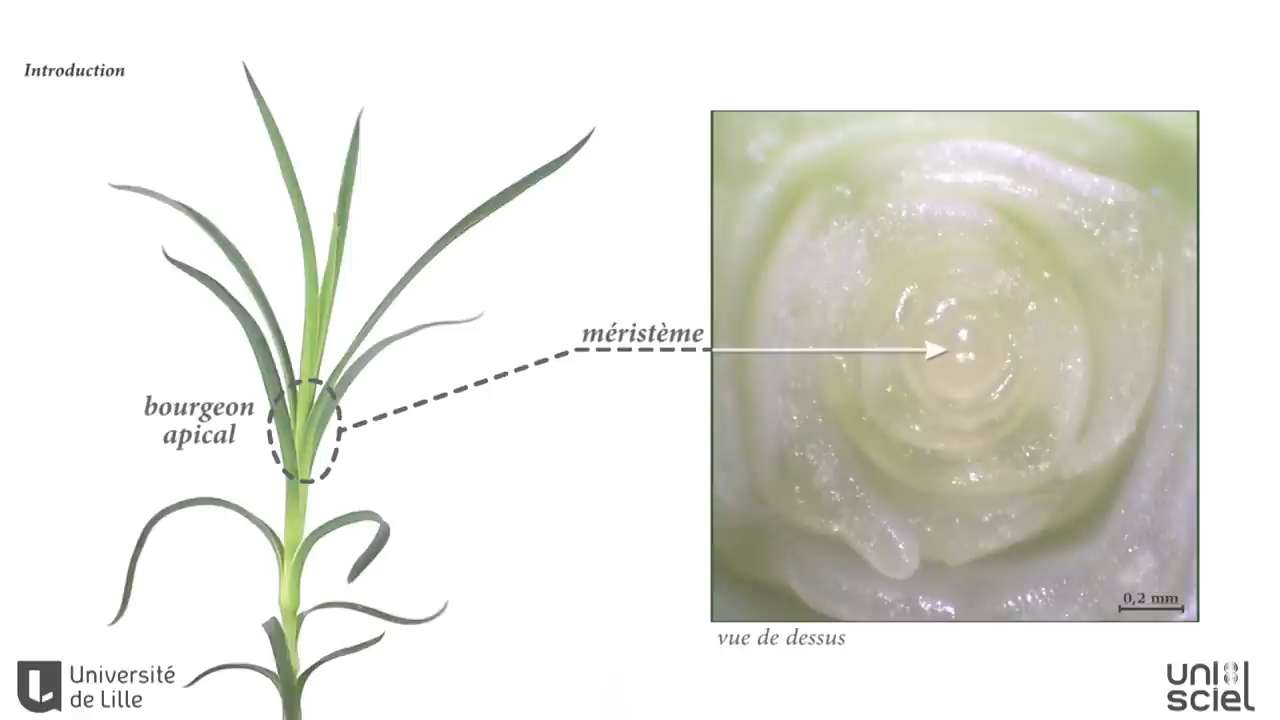 Introduction
méristème
bourgeon
apical
0,2 mm
vue de dessus
Université
de Lille
uni
sciel